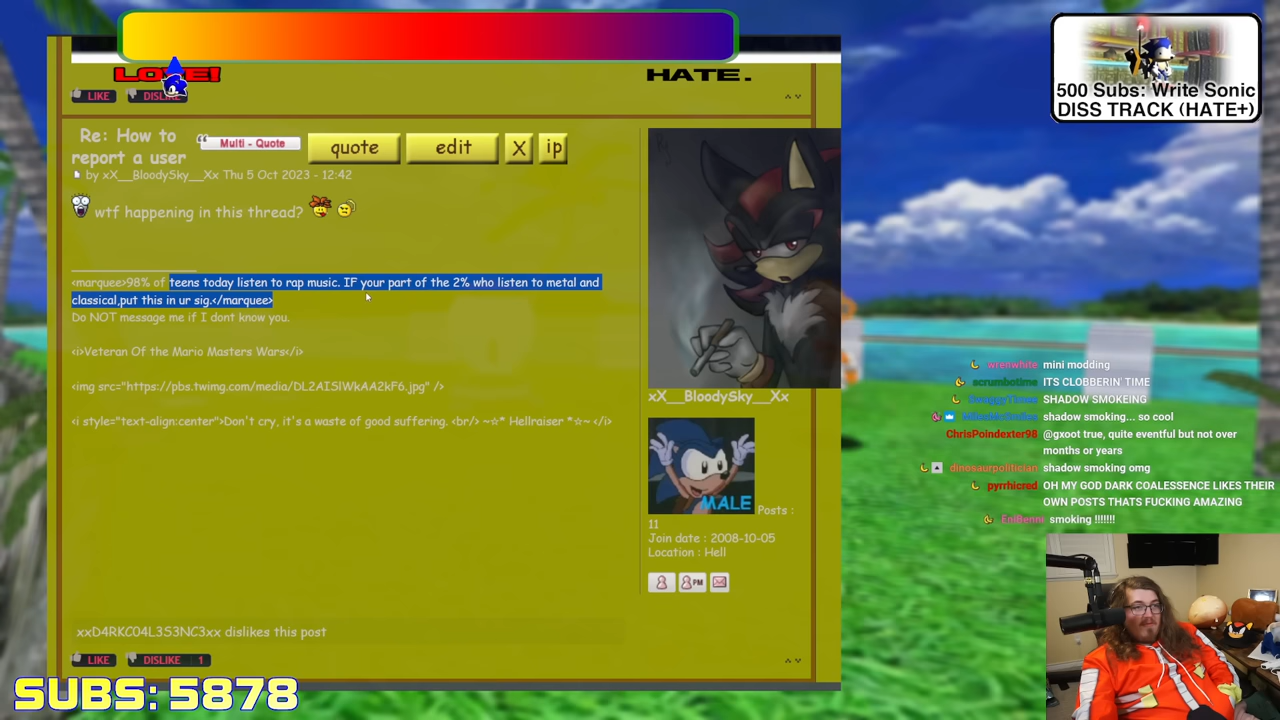 LOVE!
HATE.
LIKE
DISLIKE
Re: How to
report a user
Multi - Quote
quote
edit
X
ip
by xX__BloodySky__Xx Thu 5 Oct 2023 - 12:42
wtf happening in this thread?
<marquee>98% of teens today listen to rap music. IF your part of the 2% who listen to metal and
classical,put this in ur sig.</marquee>
Do NOT message me if I dont know you.
<i>Veteran Of the Mario Masters Wars</i>
<img src="https://pbs.twimg.com/media/DL2AISlWkAA2kF6.jpg" />
<i style="text-align:center">Don't cry, it's a waste of good suffering. <br/> ~☆* Hellraiser *☆~ </i>
xxD4RKC04L3S3NC3xx dislikes this post
LIKE
DISLIKE 1
xX__BloodySky__Xx
MALE
Posts :
11
Join date : 2008-10-05
Location : Hell
PM
500 Subs: Write Sonic
DISS TRACK (HATE+)
wrenwhite mini modding
scrumbotime ITS CLOBBERIN' TIME
SHADOW SMOKEING
shadow smoking... so cool
ChrisPoindexter98 @gxoot true, quite eventful but not over
months or years
dinosaurpolitician shadow smoking omg
pyrrhicred OH MY GOD DARK COALESSENCE LIKES THEIR
OWN POSTS THATS FUCKING AMAZING
smoking !!!!!!!
SUBS: 5878